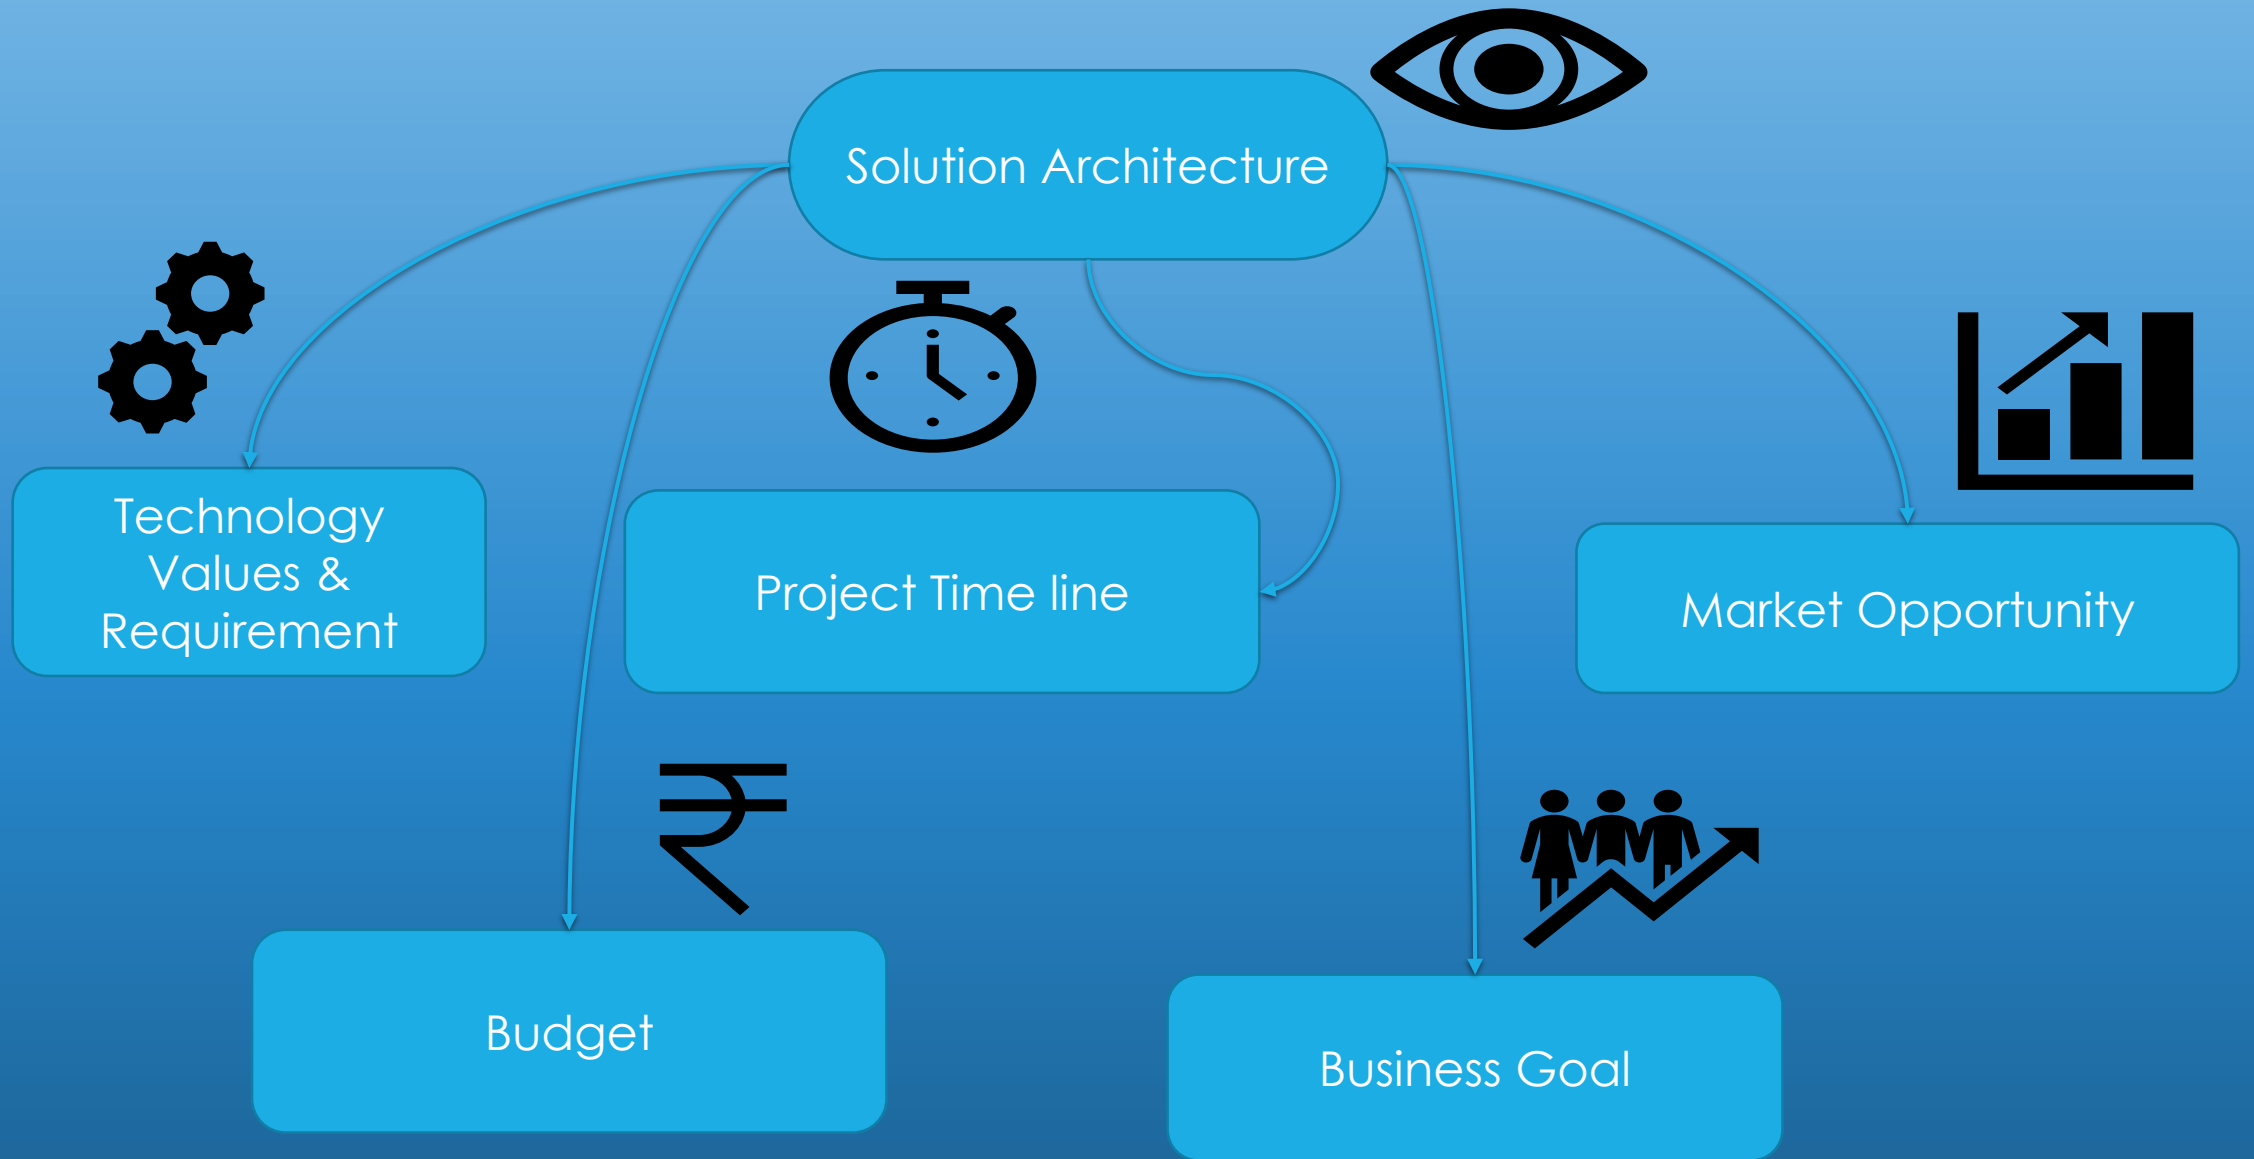 Solution Architecture
Technology
Values &
Requirement
Project Time line
Market Opportunity
Budget
Business Goal